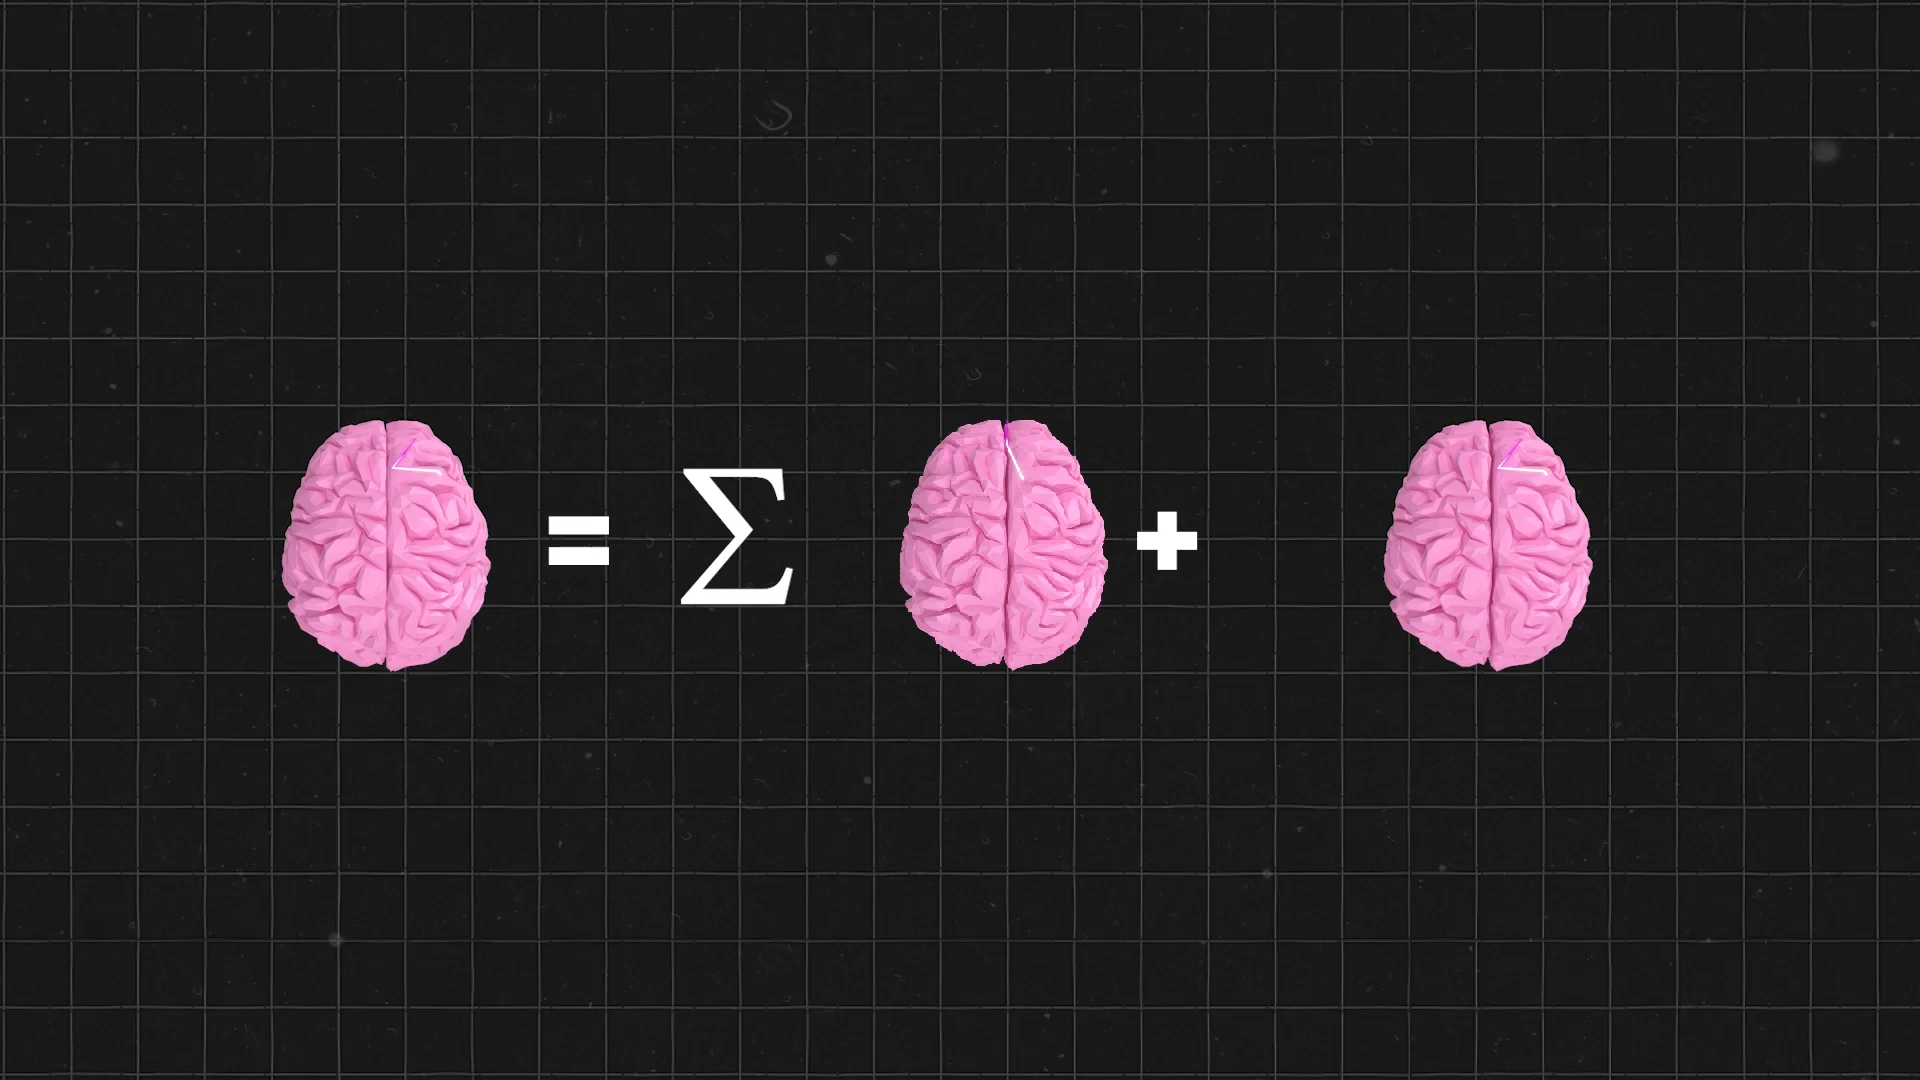 = Σ +